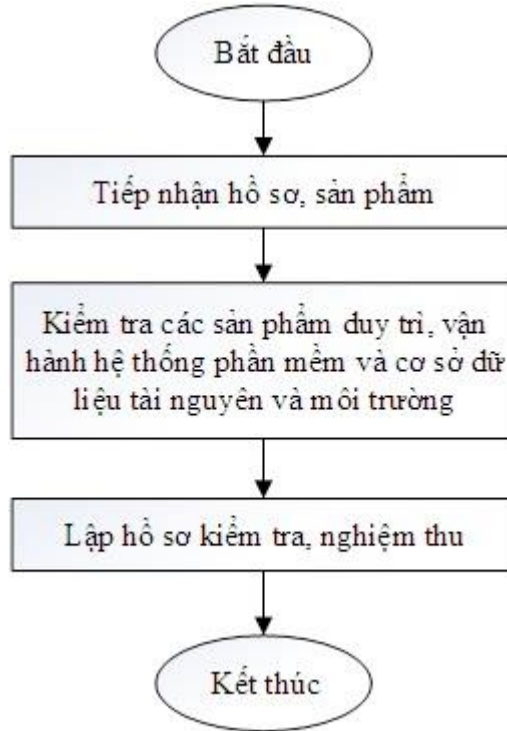 Bắt đầu
Tiếp nhận hồ sơ, sản phẩm
Kiểm tra các sản phẩm duy trì, vận
hành hệ thống phần mềm và cơ sở dữ
liệu tài nguyên và môi trường
Lập hồ sơ kiểm tra, nghiệm thu
Kết thúc